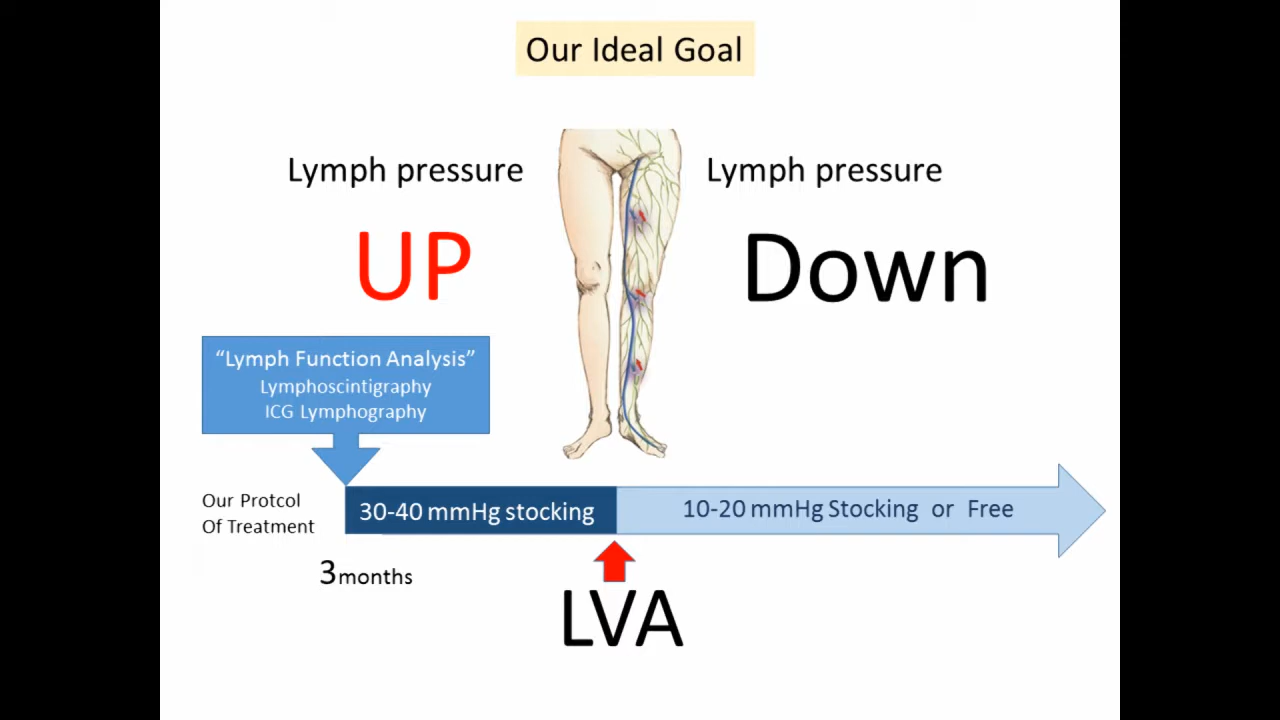 Our Ideal Goal
Lymph pressure
UP
Lymph pressure
Down
“Lymph Function Analysis”
Lymphoscintigraphy
ICG Lymphography
Our Protcol
Of Treatment
30-40 mmHg stocking
10-20 mmHg Stocking or Free
3months
LVA